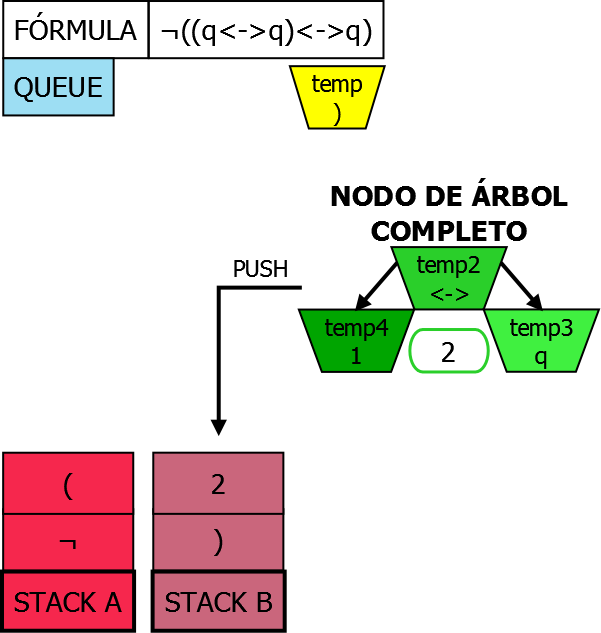 FÓRMULA ¬((q<->q)<->q)
QUEUE
temp
)
NODO DE ÁRBOL
COMPLETO
PUSH
temp2
<->
temp4
1
2
temp3
q
( 2
¬ )
STACK A STACK B